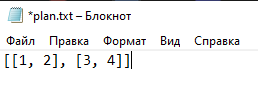 *plan.txt – Блокнот
Файл Правка Формат Вид Справка
[[1, 2], [3, 4]]